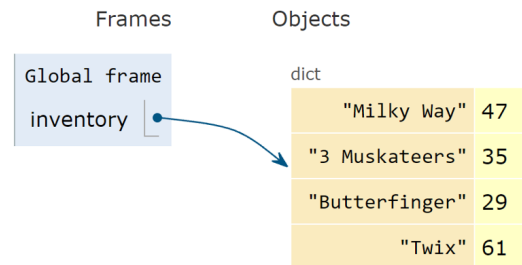 Frames Objects
Global frame
inventory
dict
"Milky Way" 47
"3 Muskateers" 35
"Butterfinger" 29
"Twix" 61